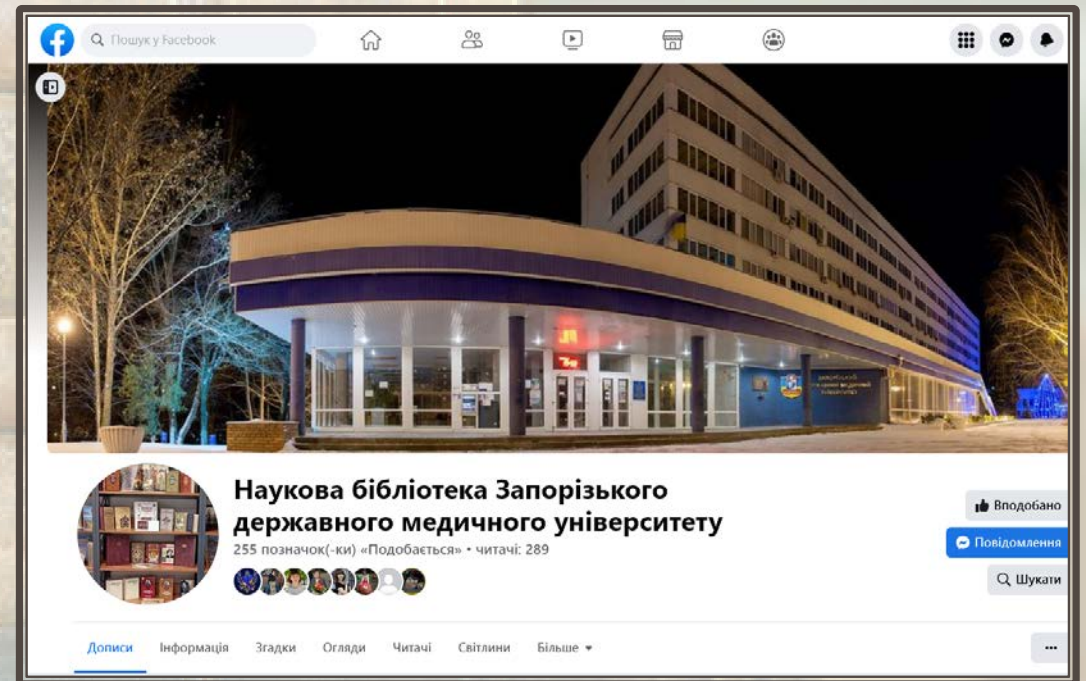 Пошук у Facebook
Наукова бібліотека Запорізького
державного медичного університету
255 позначок(-ки) «Подобається» • читачі: 289
Вподобано
Повідомлення
Шукати
Дописи Інформація Згадки Огляди Читачі Світлини Більше